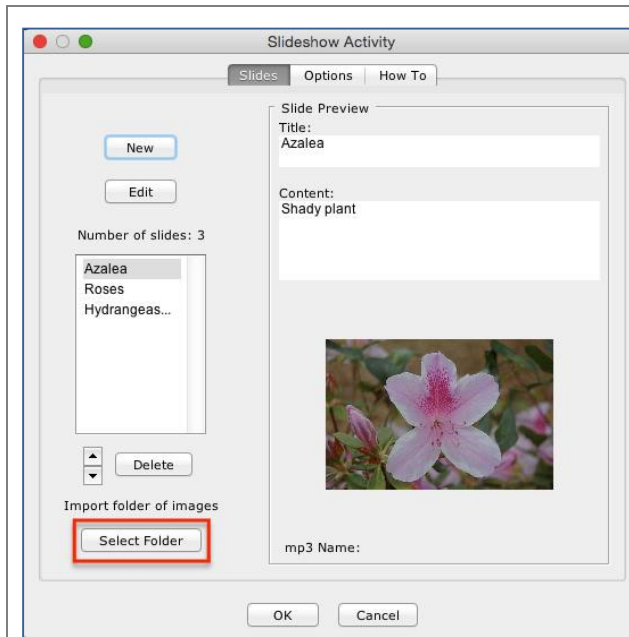 Slideshow Activity
Slides Options How To
New
Edit
Number of slides: 3
Azalea
Roses
Hydrangeas...
Delete
Import folder of images
Select Folder
Slide Preview
Title:
Azalea
Content:
Shady plant
mp3 Name:
OK Cancel